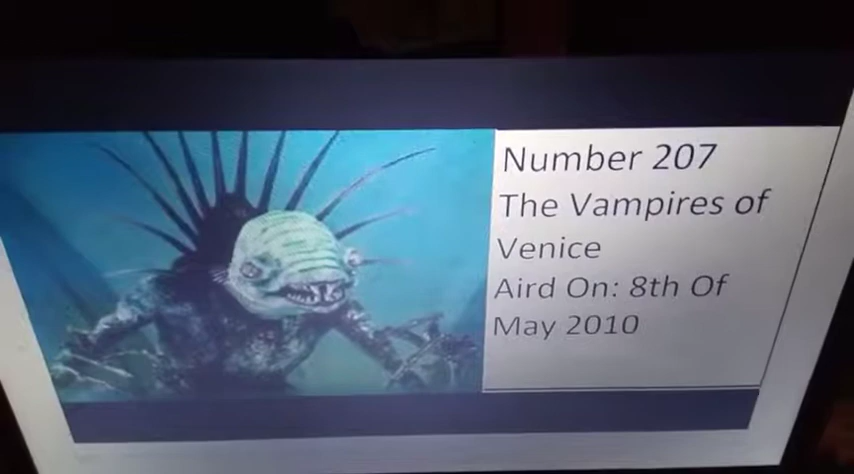 Number 207
The Vampires of
Venice
Aird On: 8th Of
May 2010